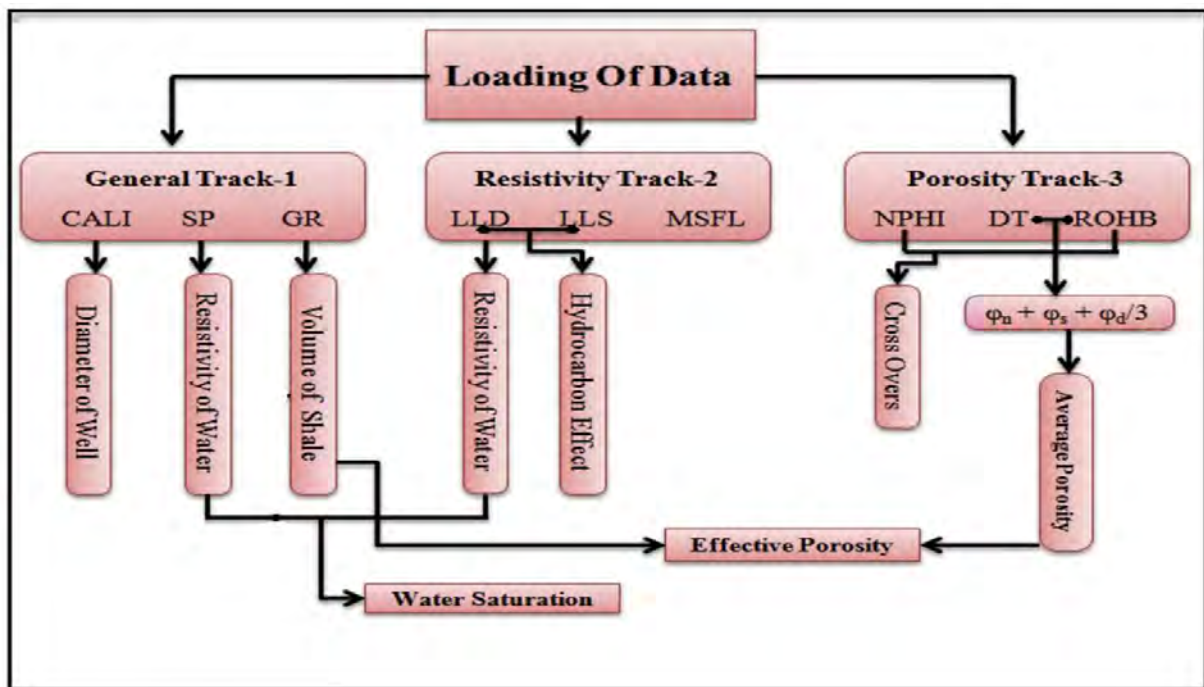 Loading Of Data
General Track-1
CALI SP GR
Resistivity Track-2
LLD LLS MSFL
Porosity Track-3
NPHI DT ROHB
Diameter of Well
Resistivity of Water
Volume of Shale
Resistivity of Water
Hydrocarbon Effect
Cross Overs
φn + φs + φd/3
Average Porosity
Effective Porosity
Water Saturation